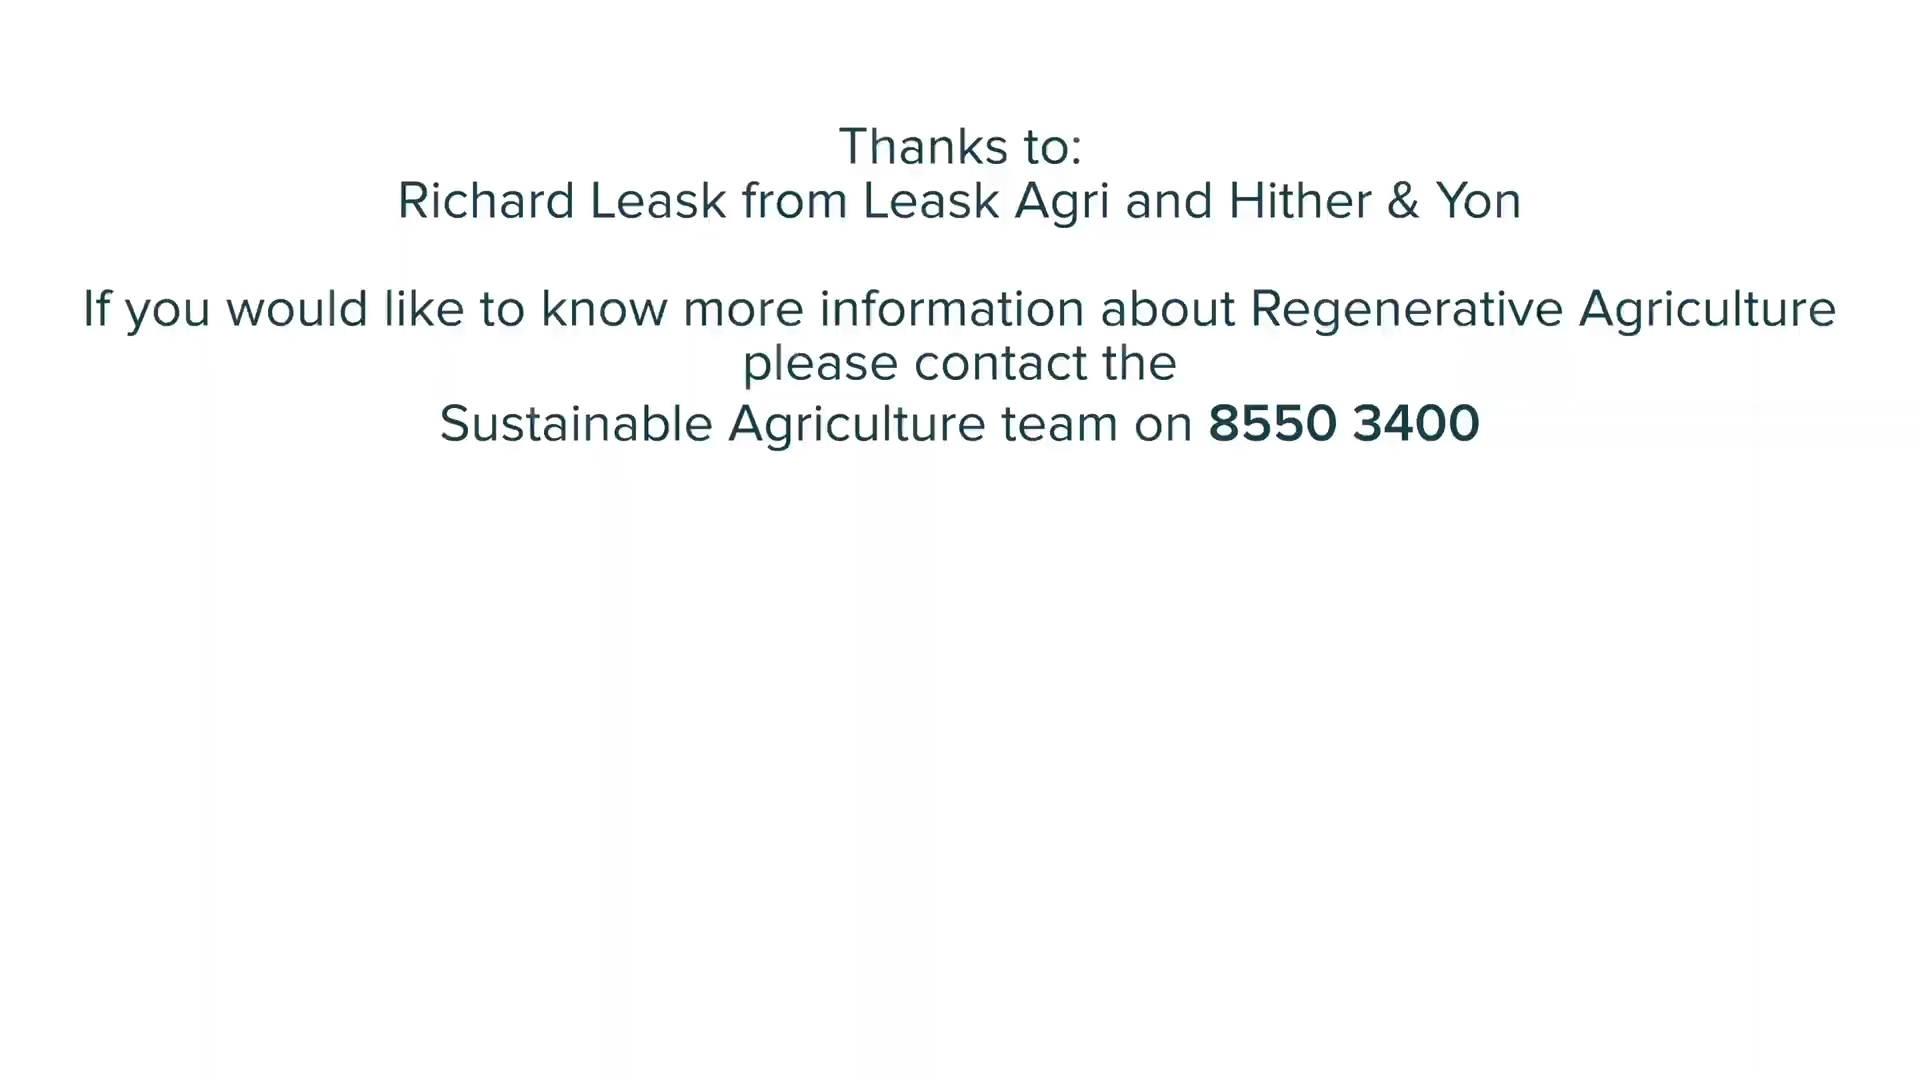 Thanks to:
Richard Leask from Leask Agri and Hither & Yon
If you would like to know more information about Regenerative Agriculture
please contact the
Sustainable Agriculture team on 8550 3400